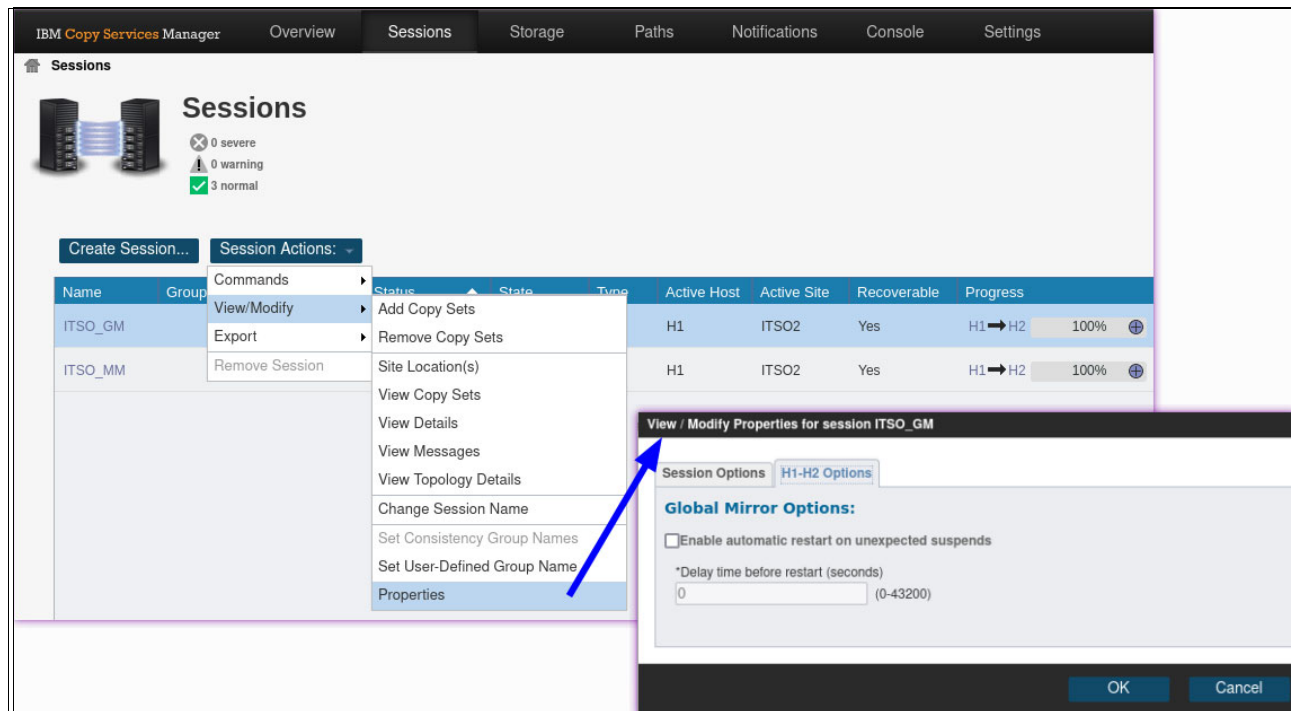 IBM Copy Services Manager Overview Sessions Storage Paths Notifications Console Settings
Sessions
Sessions
0 severe
0 warning
3 normal
Create Session... Session Actions:
Name Group Status State Type Active Host Active Site Recoverable Progress
ITSO_GM H1 ITSO2 Yes H1 H2 100%
ITSO_MM H1 ITSO2 Yes H1 H2 100%
Commands
View/Modify
Export
Remove Session
Add Copy Sets
Remove Copy Sets
Site Location(s)
View Copy Sets
View Details
View Messages
View Topology Details
Change Session Name
Set Consistency Group Names
Set User-Defined Group Name
Properties
View / Modify Properties for session ITSO_GM
Session Options H1-H2 Options
Global Mirror Options:
Enable automatic restart on unexpected suspends
*Delay time before restart (seconds)
0 (0-43200)
OK Cancel